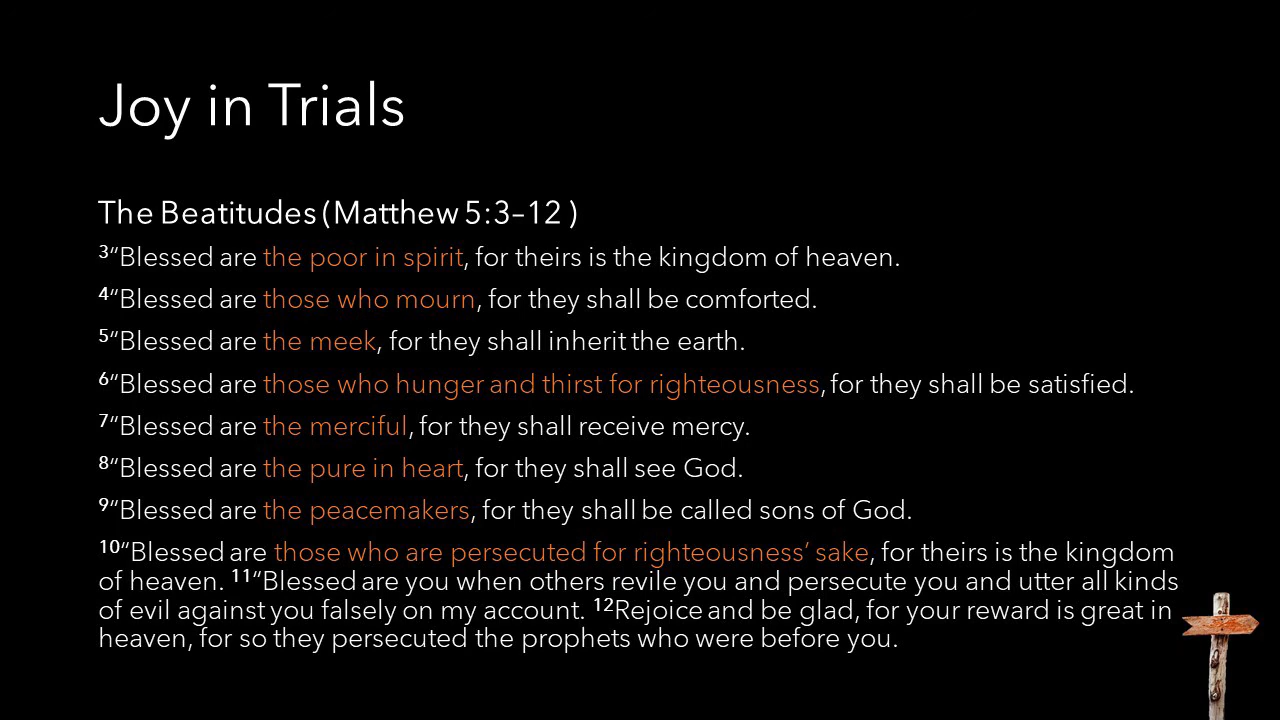 Joy in Trials
The Beatitudes (Matthew 5:3–12 )
³“Blessed are the poor in spirit, for theirs is the kingdom of heaven.
⁴“Blessed are those who mourn, for they shall be comforted.
⁵“Blessed are the meek, for they shall inherit the earth.
⁶“Blessed are those who hunger and thirst for righteousness, for they shall be satisfied.
⁷“Blessed are the merciful, for they shall receive mercy.
⁸“Blessed are the pure in heart, for they shall see God.
⁹“Blessed are the peacemakers, for they shall be called sons of God.
¹⁰“Blessed are those who are persecuted for righteousness’ sake, for theirs is the kingdom
of heaven. ¹¹“Blessed are you when others revile you and persecute you and utter all kinds
of evil against you falsely on my account. ¹²Rejoice and be glad, for your reward is great in
heaven, for so they persecuted the prophets who were before you.